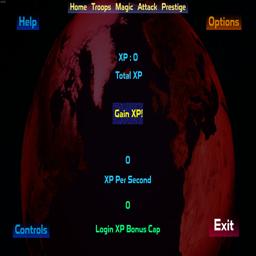 Home Troops Magic Attack Prestige
Help
Options
XP : 0
Total XP
Gain XP!
0
XP Per Second
0
Login XP Bonus Cap
Controls
Exit